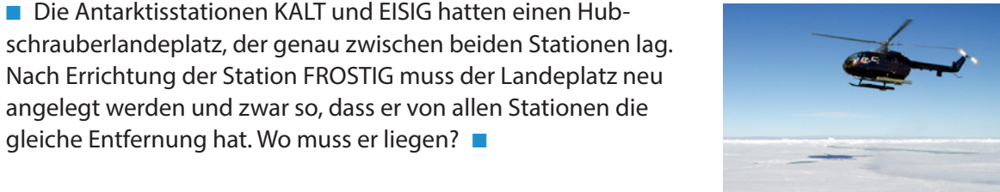 ■ Die Antarktisstationen KALT und EISIG hatten einen Hub-
schrauberlandeplatz, der genau zwischen beiden Stationen lag.
Nach Errichtung der Station FROSTIG muss der Landeplatz neu
angelegt werden und zwar so, dass er von allen Stationen die
gleiche Entfernung hat. Wo muss er liegen? ■